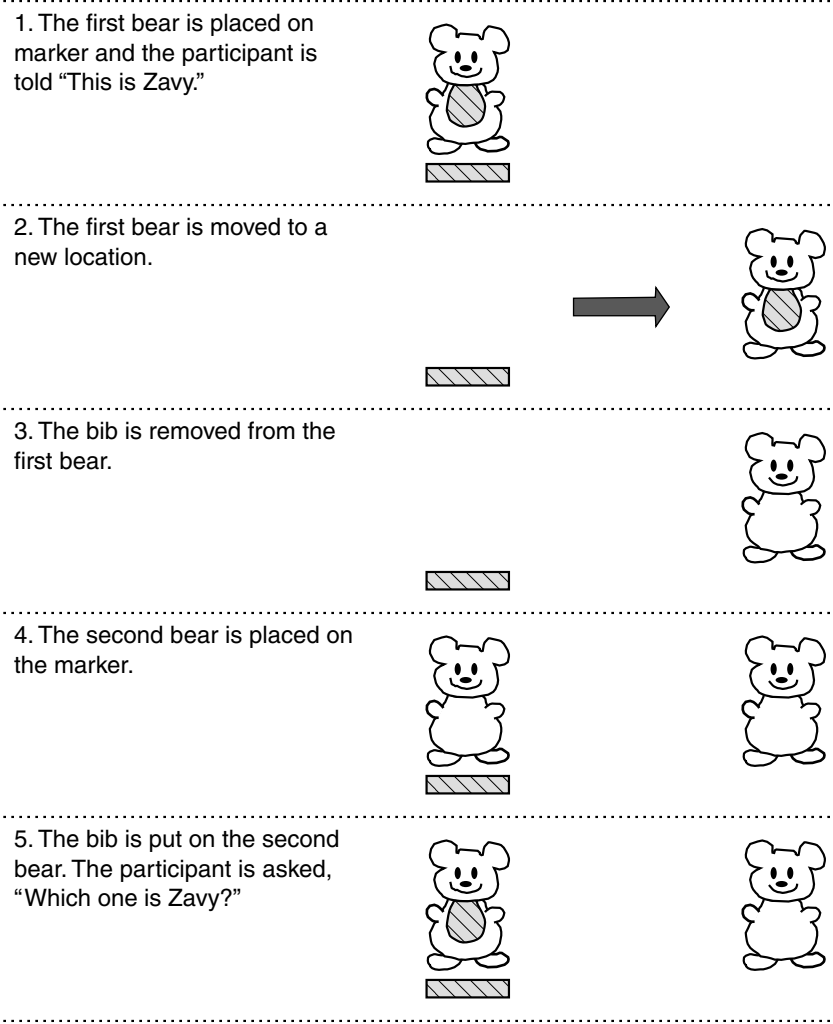 1. The first bear is placed on
marker and the participant is
told “This is Zavy.”
2. The first bear is moved to a
new location.
3. The bib is removed from the
first bear.
4. The second bear is placed on
the marker.
5. The bib is put on the second
bear. The participant is asked,
“Which one is Zavy?”